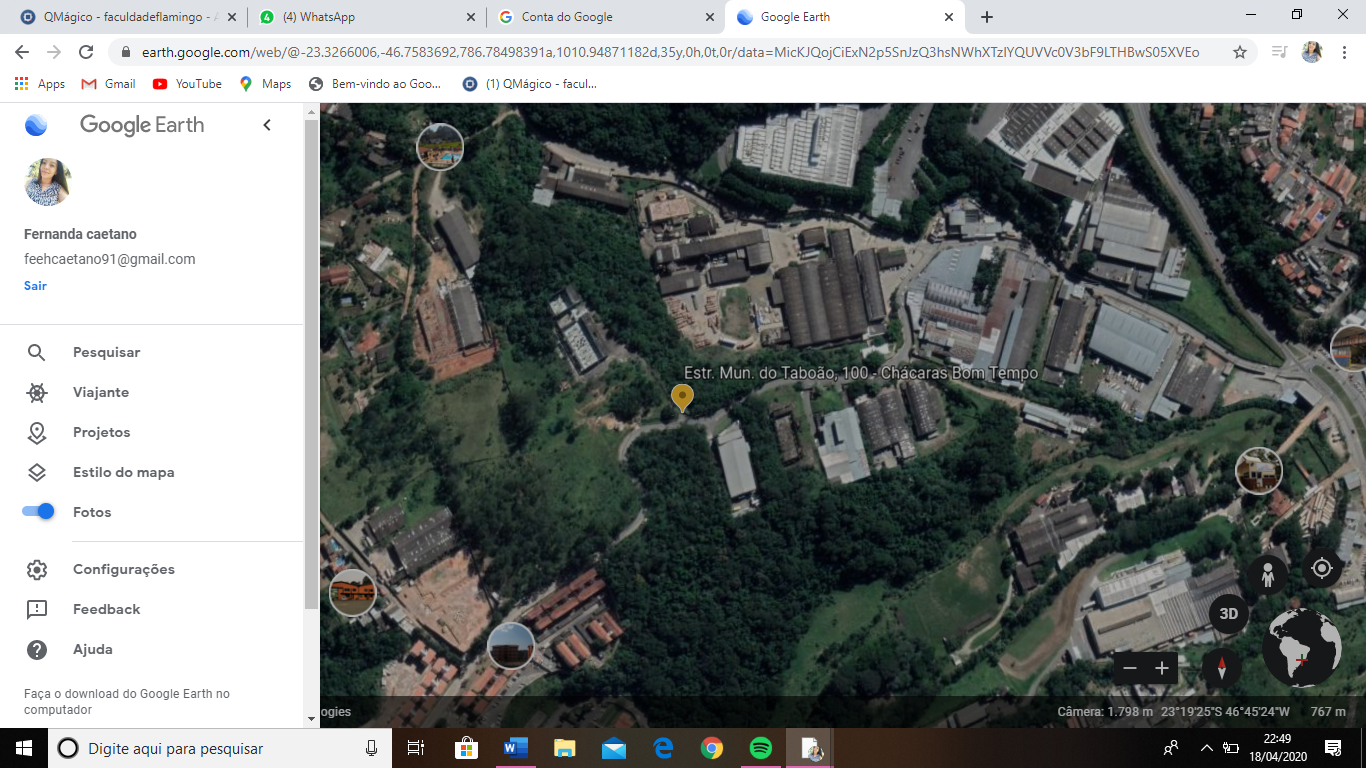 QMágico - faculdadeflamingo - A
(4) WhatsApp
Conta do Google
Google Earth
earth.google.com/web/@-23.3266006,-46.7583692,786.78498391a,1010.94871182d,35y,0h,0t,0r/data=MicKJQojCiExN2p5SnJzQ3hsNWhXTzlYQUVVc0V3bF9LTHBwS05XVEo
Apps
Gmail
YouTube
Maps
Bem-vindo ao Goo...
(1) QMágico - facul...
Google Earth
Fernanda caetano
feehcaetano91@gmail.com
Sair
Pesquisar
Viajante
Projetos
Estilo do mapa
Fotos
Configurações
Feedback
Ajuda
Faça o download do Google Earth no
computador
Estr. Mun. do Taboão, 100 - Chácaras Bom Tempo
3D
ogies
Câmera: 1.798 m 23°19'25"S 46°45'24"W 767 m
Digite aqui para pesquisar
22:49
18/04/2020